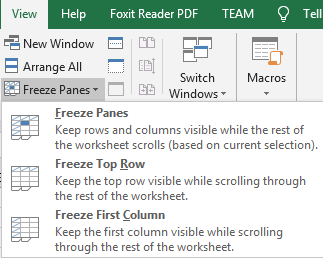 View Help Foxit Reader PDF TEAM Tell
New Window
Arrange All
Freeze Panes
Switch
Windows
Macros
Freeze Panes
Keep rows and columns visible while the rest of
the worksheet scrolls (based on current selection).
Freeze Top Row
Keep the top row visible while scrolling through
the rest of the worksheet.
Freeze First Column
Keep the first column visible while scrolling
through the rest of the worksheet.